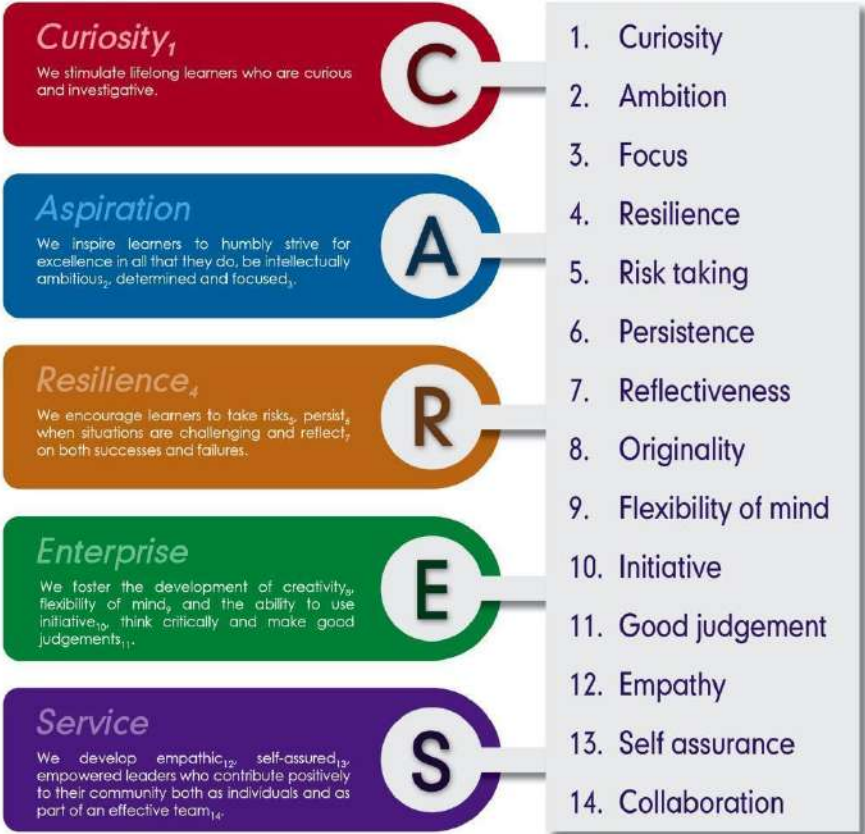 Curiosity₁
We stimulate lifelong learners who are curious
and investigative.
C
Aspiration
We inspire learners to humbly strive for
excellence in all that they do, be intellectually
ambitious₂, determined and focused₃.
A
Resilience₄
We encourage learners to take risks₅, persist₆
when situations are challenging and reflect₇
on both successes and failures.
R
Enterprise
We foster the development of creativity₈,
flexibility of mind₉ and the ability to use
initiative₁₀, think critically and make good
judgements₁₁.
E
Service
We develop empathic₁₂, self-assured₁₃,
empowered leaders who contribute positively
to their community both as individuals and as
part of an effective team₁₄.
S
1. Curiosity
2. Ambition
3. Focus
4. Resilience
5. Risk taking
6. Persistence
7. Reflectiveness
8. Originality
9. Flexibility of mind
10. Initiative
11. Good judgement
12. Empathy
13. Self assurance
14. Collaboration